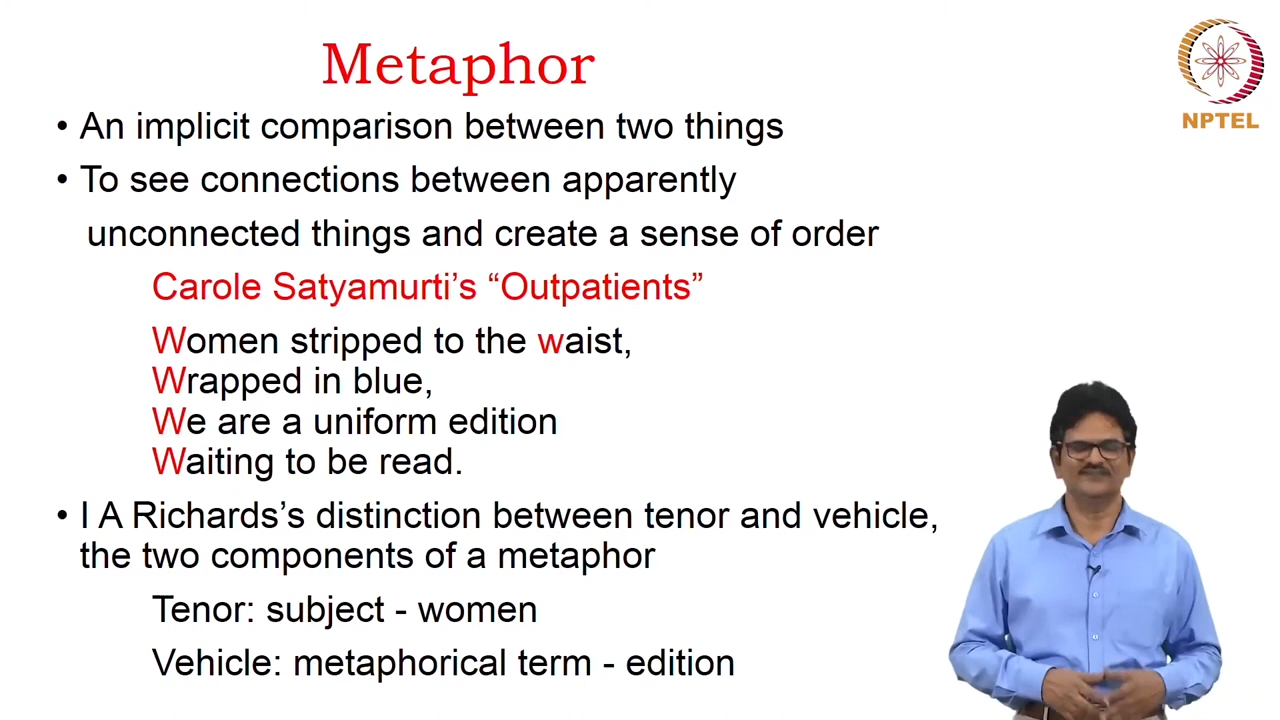 Metaphor
NPTEL
• An implicit comparison between two things
• To see connections between apparently
unconnected things and create a sense of order
Carole Satyamurti’s “Outpatients”
Women stripped to the waist,
Wrapped in blue,
We are a uniform edition
Waiting to be read.
• I A Richards’s distinction between tenor and vehicle,
the two components of a metaphor
Tenor: subject - women
Vehicle: metaphorical term - edition